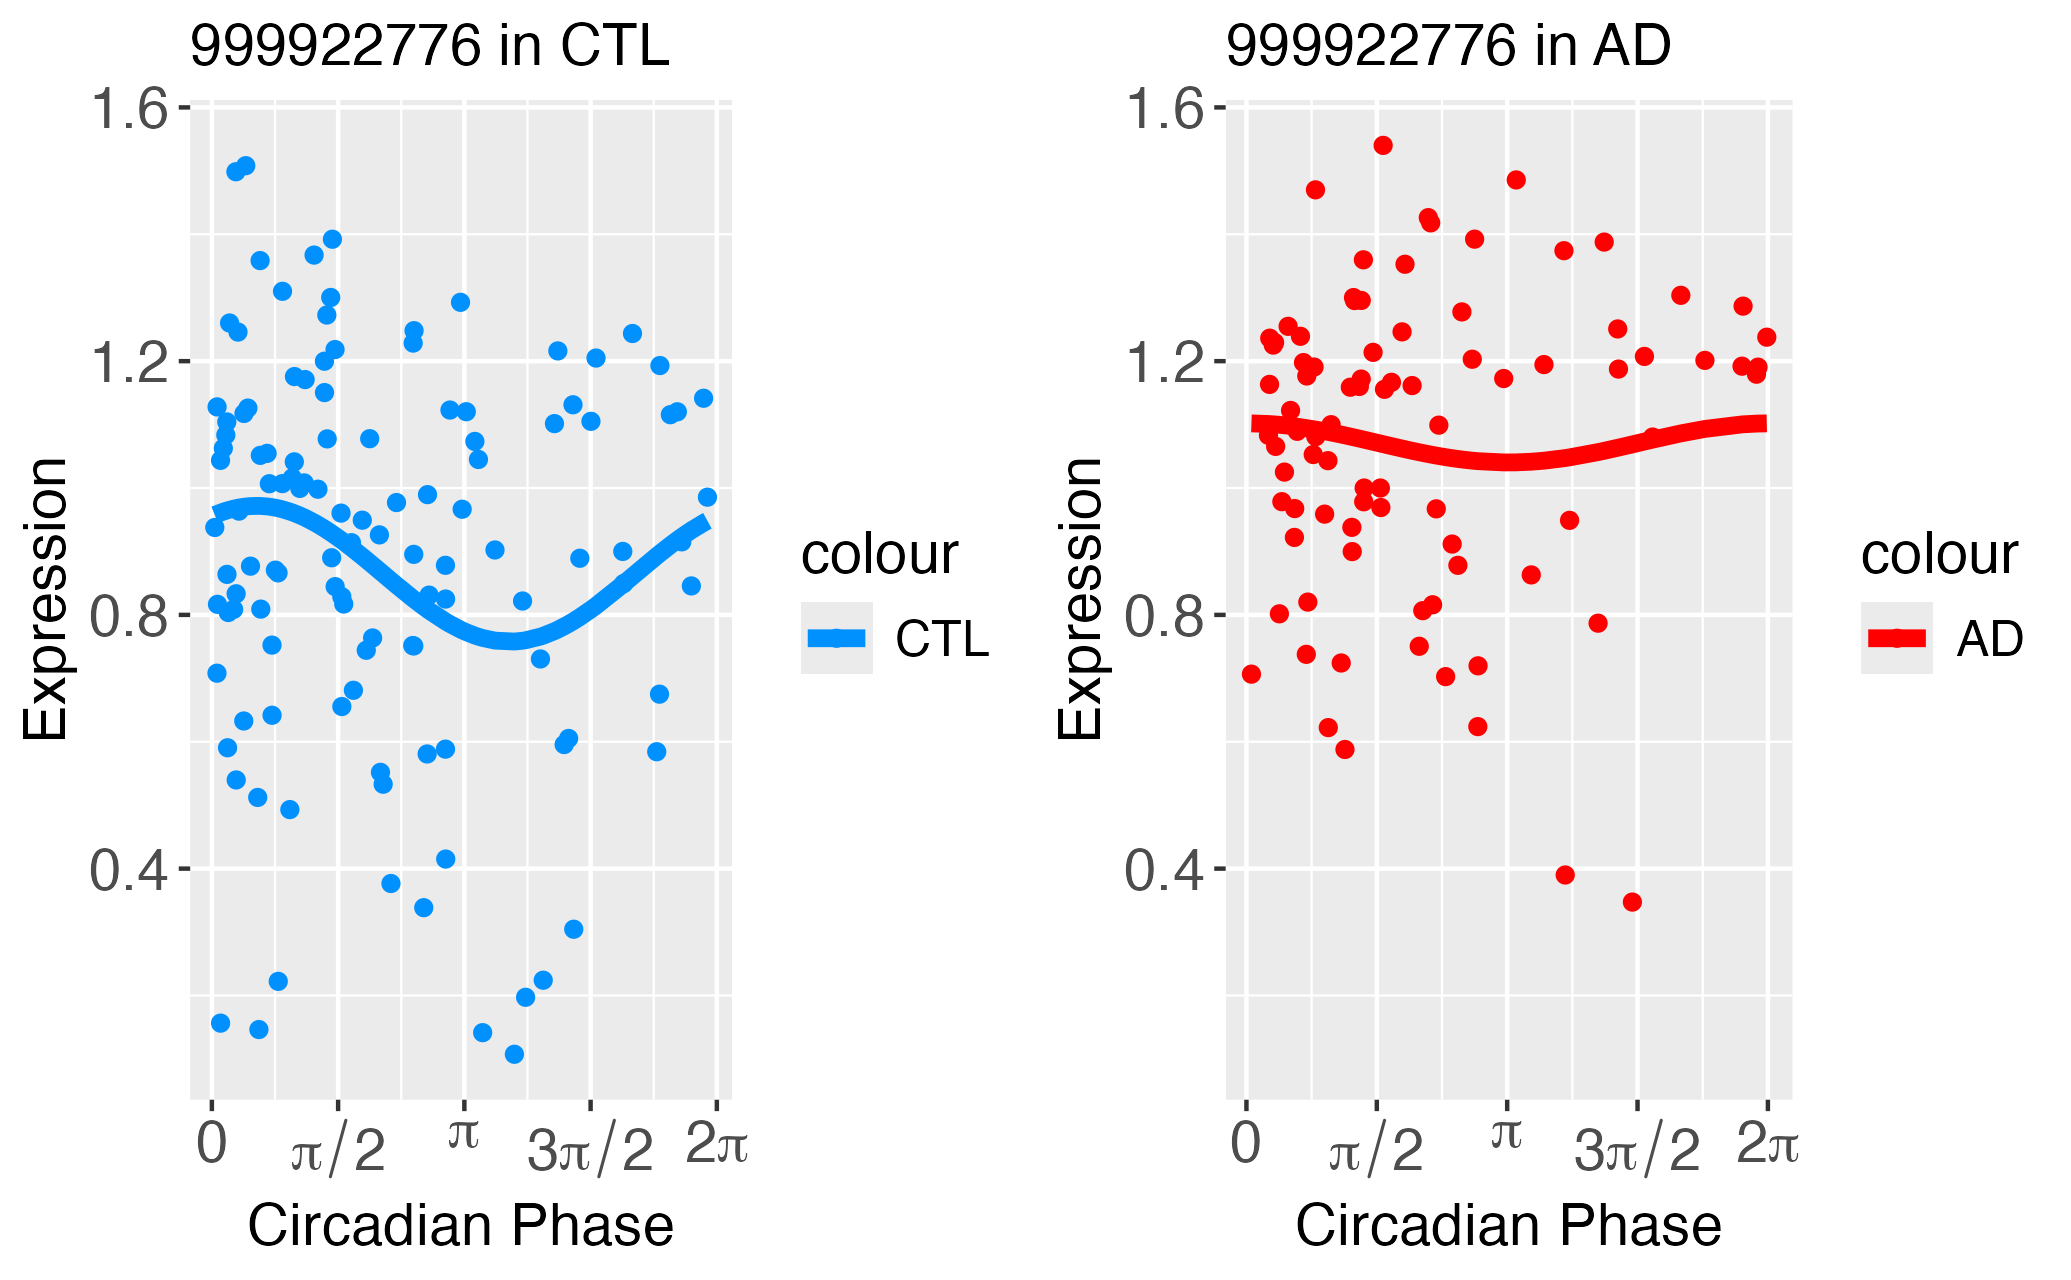 999922776 in CTL
1.6
1.2
0.8
0.4
Expression
0
π/2
π
3π/2
2π
Circadian Phase
colour
CTL
999922776 in AD
1.6
1.2
0.8
0.4
Expression
0
π/2
π
3π/2
2π
Circadian Phase
colour
AD